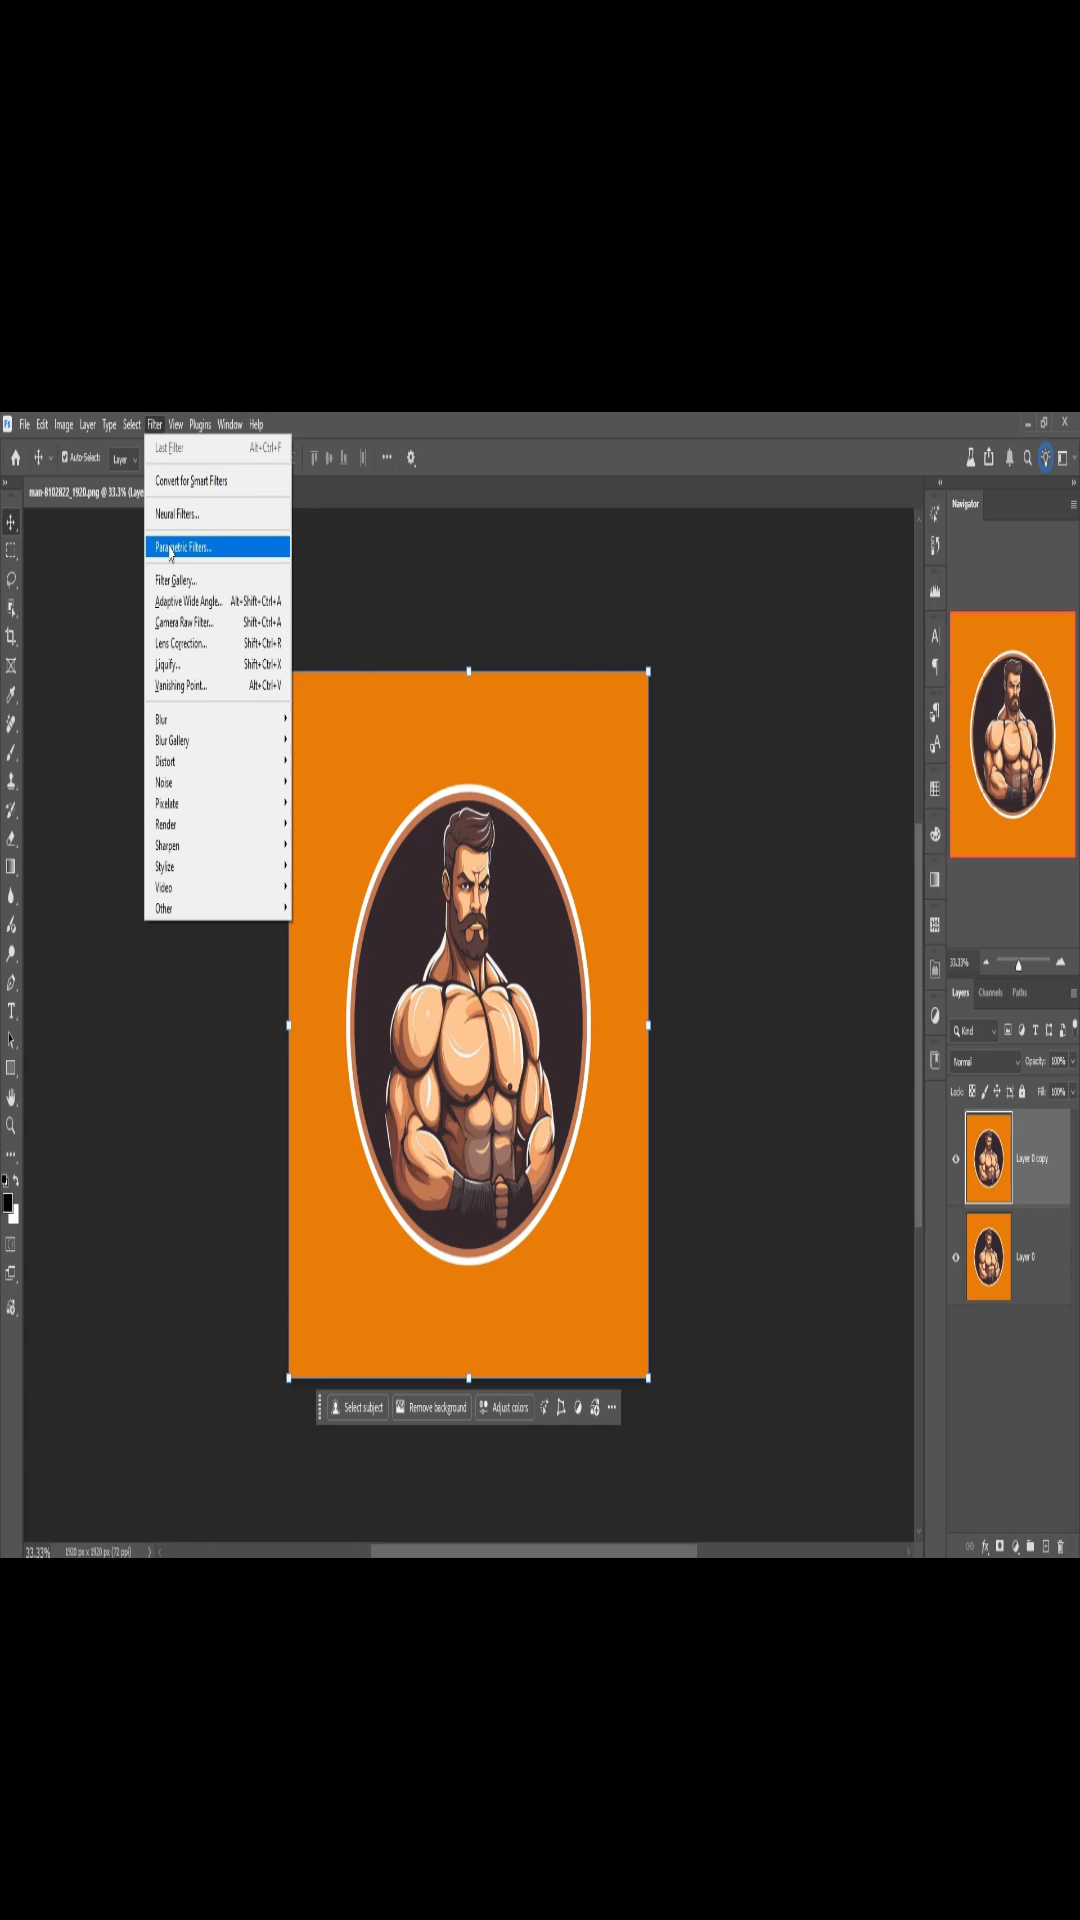 Ps File Edit Image Layer Type Select Filter View Plugins Window Help
Auto-Select: Layer
man-8102822_1920.png @ 33.3% (Laye
Last Filter Alt+Ctrl+F
Convert for Smart Filters
Neural Filters...
Parametric Filters...
Filter Gallery...
Adaptive Wide Angle... Alt+Shift+Ctrl+A
Camera Raw Filter... Shift+Ctrl+A
Lens Correction... Shift+Ctrl+R
Liquify... Shift+Ctrl+X
Vanishing Point... Alt+Ctrl+V
Blur
Blur Gallery
Distort
Noise
Pixelate
Render
Sharpen
Stylize
Video
Other
Navigator
33.33%
Layers Channels Paths
Kind
Normal Opacity: 100%
Lock: Fill: 100%
Layer 0 copy
Layer 0
Select subject Remove background Adjust colors
33.33% 1920 px x 1920 px (72 ppi)